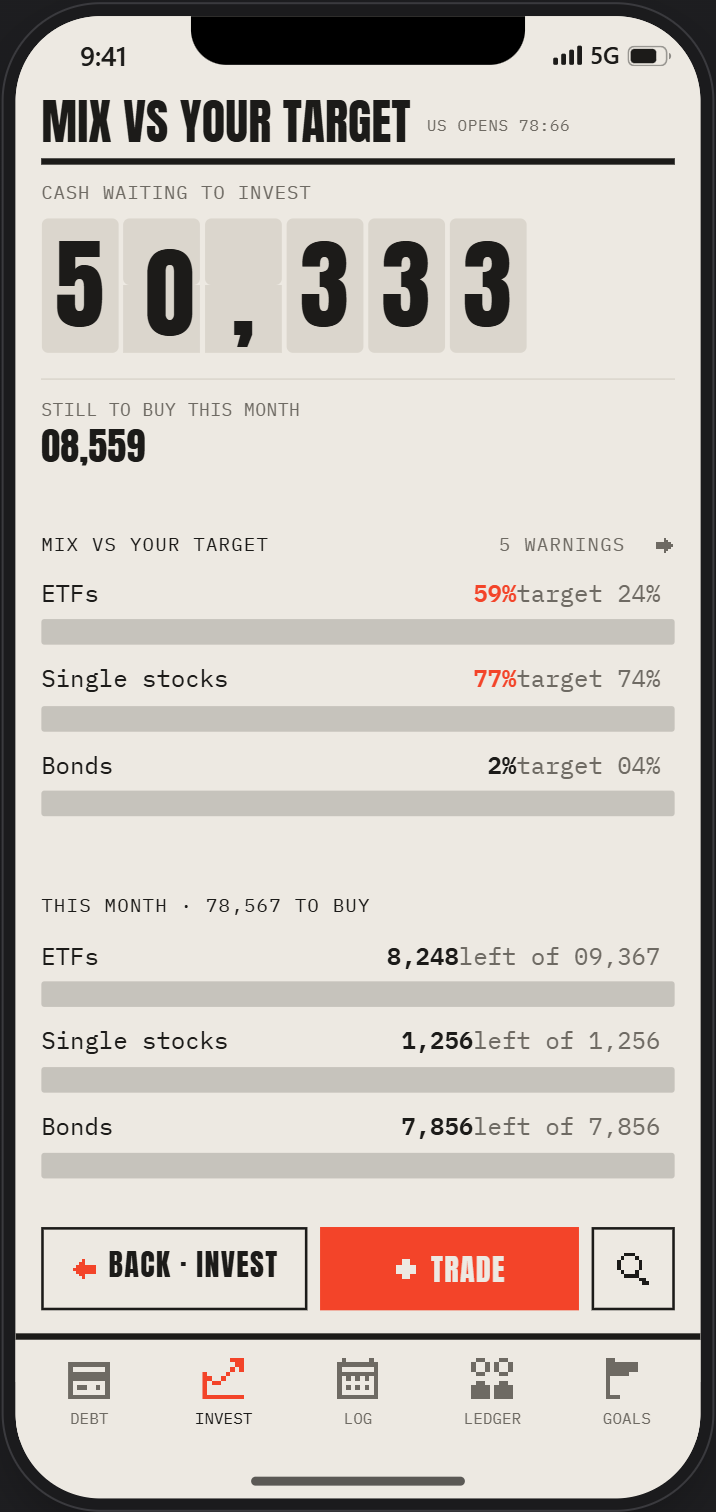 9:41 5G
MIX VS YOUR TARGET US OPENS 78:66
CASH WAITING TO INVEST
50,333
STILL TO BUY THIS MONTH
08,559
MIX VS YOUR TARGET 5 WARNINGS
ETFs 59%target 24%
Single stocks 77%target 74%
Bonds 2%target 04%
THIS MONTH · 78,567 TO BUY
ETFs 8,248left of 09,367
Single stocks 1,256left of 1,256
Bonds 7,856left of 7,856
BACK · INVEST TRADE
DEBT INVEST LOG LEDGER GOALS